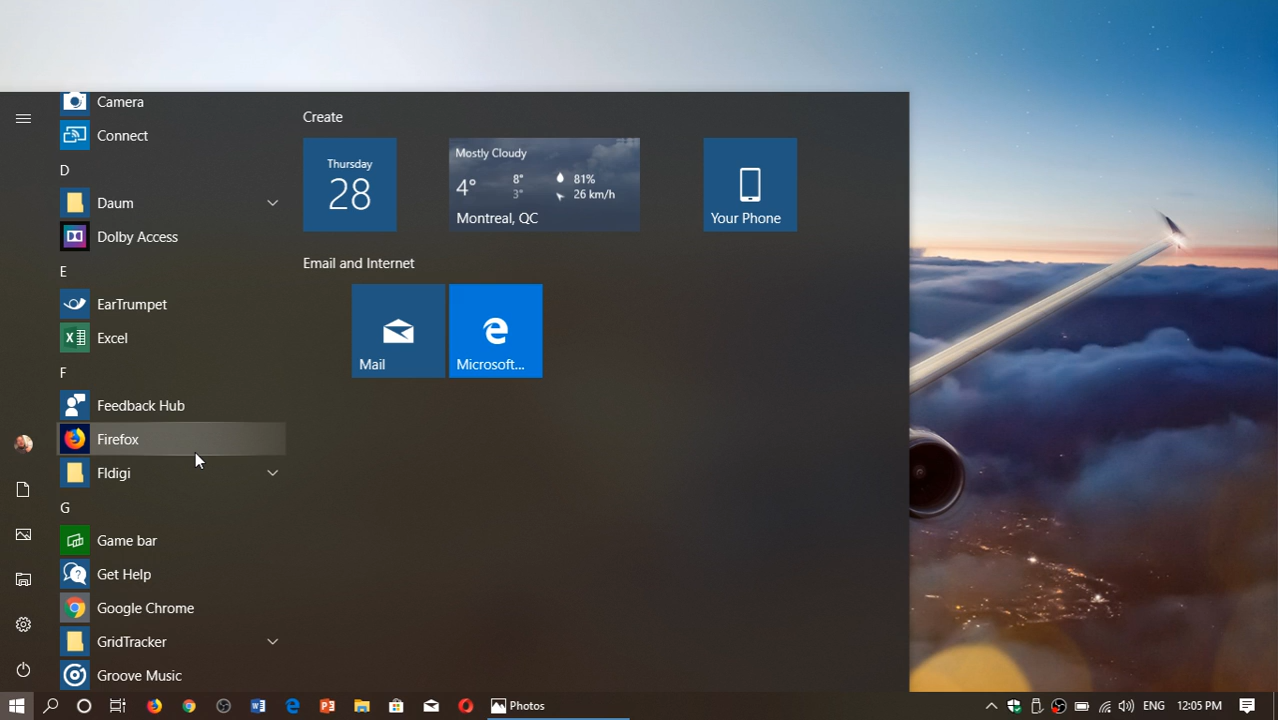 Camera
Connect
D
Daum
Dolby Access
E
EarTrumpet
Excel
F
Feedback Hub
Firefox
Fldigi
G
Game bar
Get Help
Google Chrome
GridTracker
Groove Music
Create
Thursday
28
Mostly Cloudy
4° 8° 81%
3° 26 km/h
Montreal, QC
Your Phone
Email and Internet
Mail
Microsoft...
Photos
ENG 12:05 PM